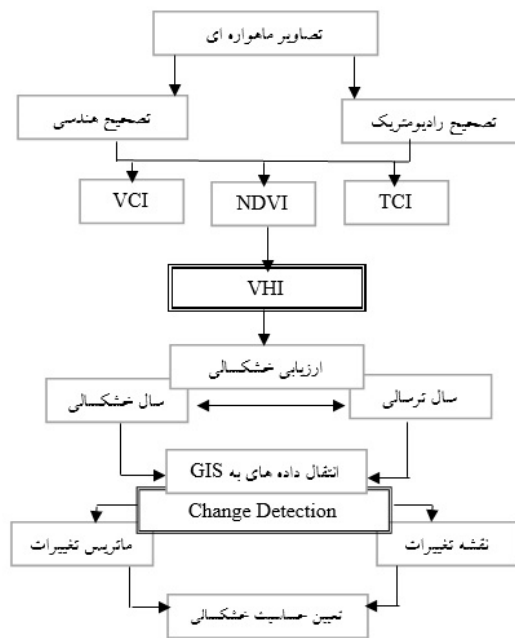 تصاویر ماهواره ای
تصحیح رادیومتریک
تصحیح هندسی
VCI
NDVI
TCI
VHI
ارزیابی خشکسالی
سال ترسالی
سال خشکسالی
انتقال داده های به GIS
Change Detection
نقشه تغییرات
ماتریس تغییرات
تعیین حساسیت خشکسالی